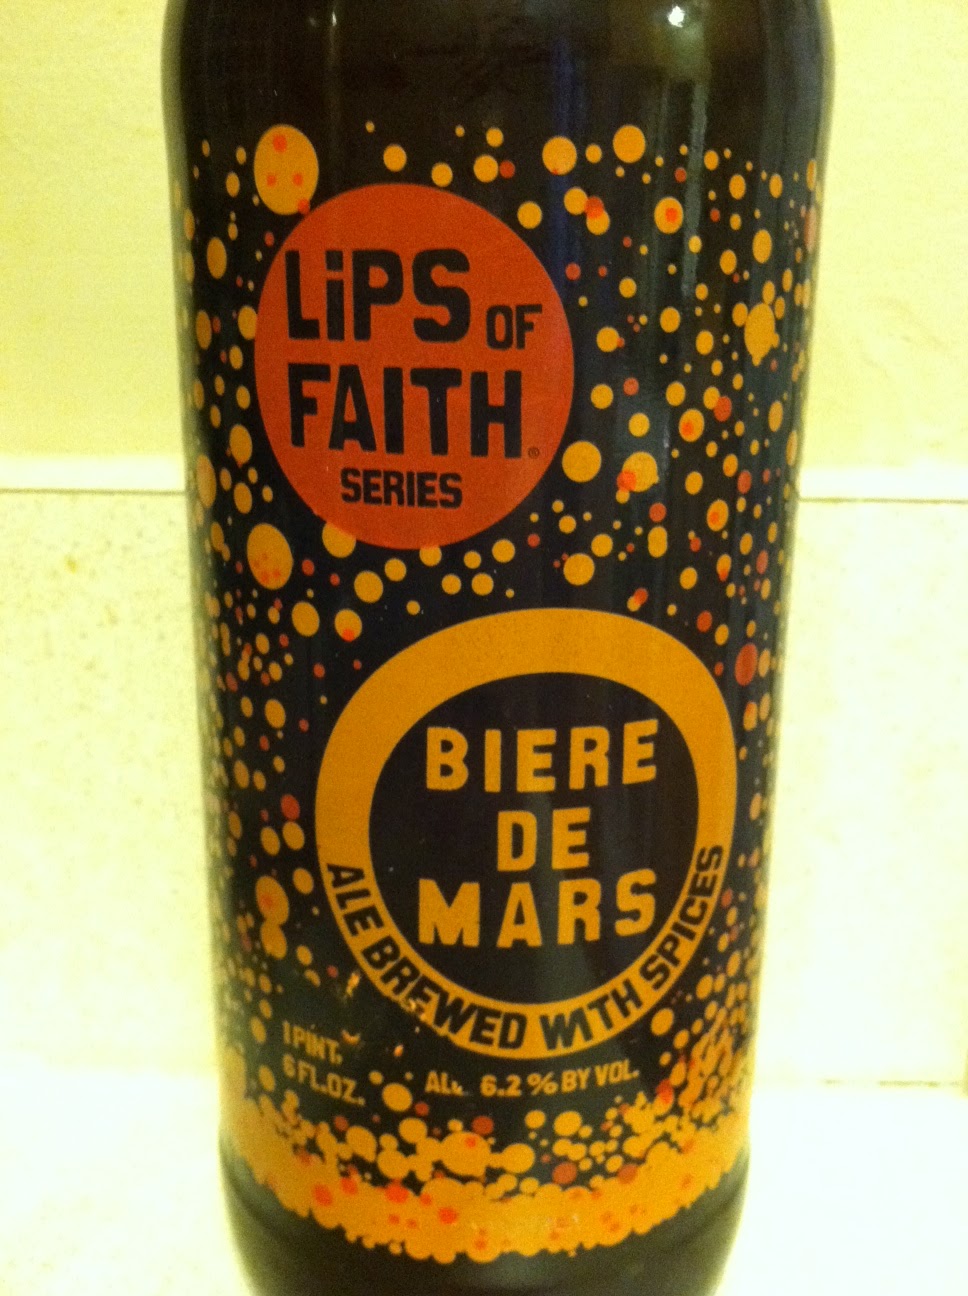 LiPS OF
FAITH®
SERIES
BIERE
DE
MARS
ALE BREWED WITH SPICES
1 PINT,
6 FL.OZ.
6.2% BY VOL.